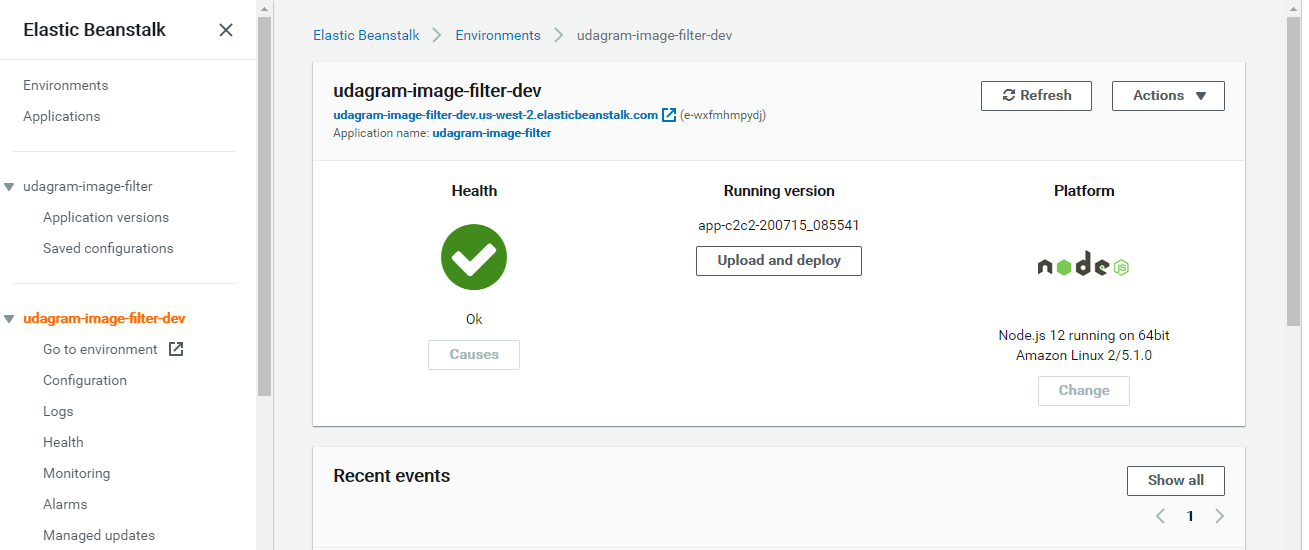 Elastic Beanstalk
Environments
Applications
udagram-image-filter
Application versions
Saved configurations
udagram-image-filter-dev
Go to environment
Configuration
Logs
Health
Monitoring
Alarms
Managed updates
Elastic Beanstalk Environments udagram-image-filter-dev
udagram-image-filter-dev
Refresh
Actions
udagram-image-filter-dev.us-west-2.elasticbeanstalk.com (e-wxfmhmpydj)
Application name: udagram-image-filter
Health
Ok
Causes
Running version
app-c2c2-200715_085541
Upload and deploy
Platform
node JS
Node.js 12 running on 64bit
Amazon Linux 2/5.1.0
Change
Recent events
Show all
1